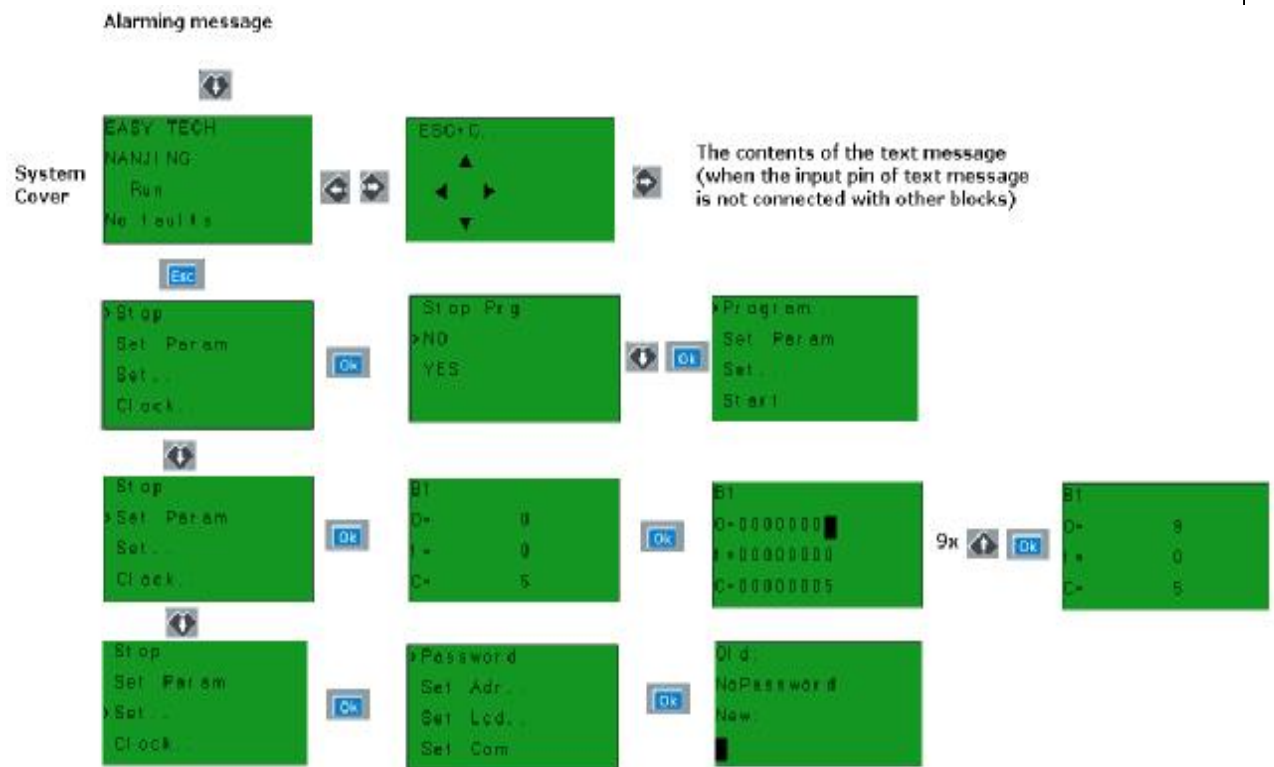 Alarming message
EASY TECH
NANJING
Run
No faults
System
Cover
ESC+C.
The contents of the text message
(when the input pin of text message
is not connected with other blocks)
Esc
>Stop
Set Param
Set..
Clock..
Ok
Stop Prg
>NO
YES
Ok
>Program
Set Param
Set..
Start
Stop
>Set Param
Set..
Clock..
Ok
B1
O= 0
I = 0
C= 5
Ok
B1
O=0000000
I =00000000
C=00000005
9x
Ok
B1
O= 9
I = 0
C= 5
Stop
Set Param
>Set..
Clock..
Ok
>Password
Set Adr..
Set Lcd..
Set Com
Ok
Old:
NoPassword
New: